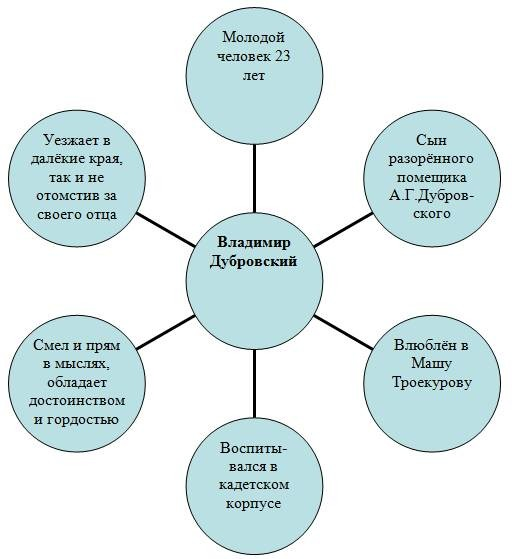 Молодой
человек 23
лет
Уезжает в
далёкие края,
так и не
отомстив за
своего отца
Сын
разорённого
помещика
А.Г.Дубров-
ского
Владимир
Дубровский
Смел и прям
в мыслях,
обладает
достоинством
и гордостью
Влюблён в
Машу
Троекурову
Воспиты-
вался в
кадетском
корпусе